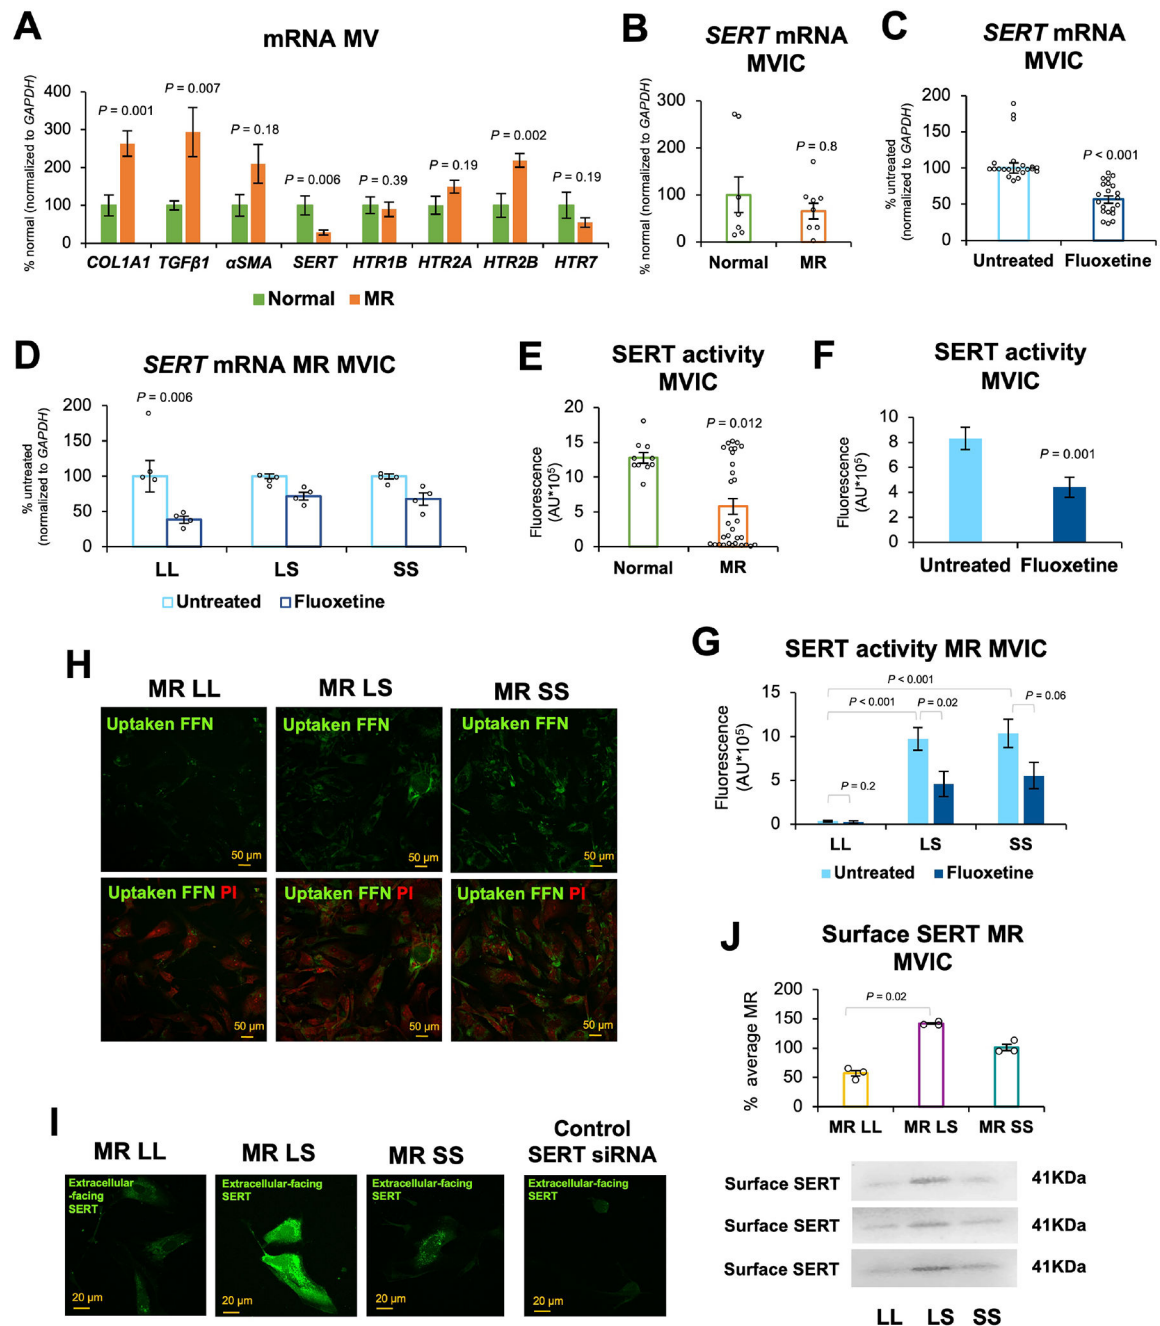 A
mRNA MV
% normal (normalized to GAPDH)
400
300
200
100
0
P = 0.001
P = 0.007
P = 0.18
P = 0.006
P = 0.39
P = 0.19
P = 0.002
P = 0.19
COL1A1 TGFβ1 αSMA SERT HTR1B HTR2A HTR2B HTR7
Normal MR
B
SERT mRNA
MVIC
% normal (normalized to GAPDH)
300
200
100
0
P = 0.8
Normal MR
C
SERT mRNA
MVIC
% untreated
(normalized to GAPDH)
200
150
100
50
0
P < 0.001
Untreated Fluoxetine
D
SERT mRNA MR MVIC
% untreated
(normalized to GAPDH)
200
150
100
50
0
P = 0.006
LL LS SS
Untreated Fluoxetine
E
SERT activity
MVIC
Fluorescence
(AU*10⁵)
20
15
10
5
0
P = 0.012
Normal MR
F
SERT activity
MVIC
Fluorescence
(AU*10⁵)
10
8
6
4
2
0
P = 0.001
Untreated Fluoxetine
G
SERT activity MR MVIC
Fluorescence
(AU*10⁵)
15
10
5
0
P < 0.001
P < 0.001
P = 0.02
P = 0.06
P = 0.2
LL LS SS
Untreated Fluoxetine
H
MR LL MR LS MR SS
Uptaken FFN Uptaken FFN Uptaken FFN
50 µm 50 µm 50 µm
Uptaken FFN PI Uptaken FFN PI Uptaken FFN PI
50 µm 50 µm 50 µm
I
MR LL
MR LS
MR SS
Control
SERT siRNA
Extracellular
-facing
SERT
20 µm
Extracellular-facing
SERT
20 µm
Extracellular-facing
SERT
20 µm
Extracellular-facing
SERT
20 µm
J
Surface SERT MR
MVIC
% average MR
200
150
100
50
0
P = 0.02
MR LL MR LS MR SS
Surface SERT 41KDa
Surface SERT 41KDa
Surface SERT 41KDa
LL LS SS